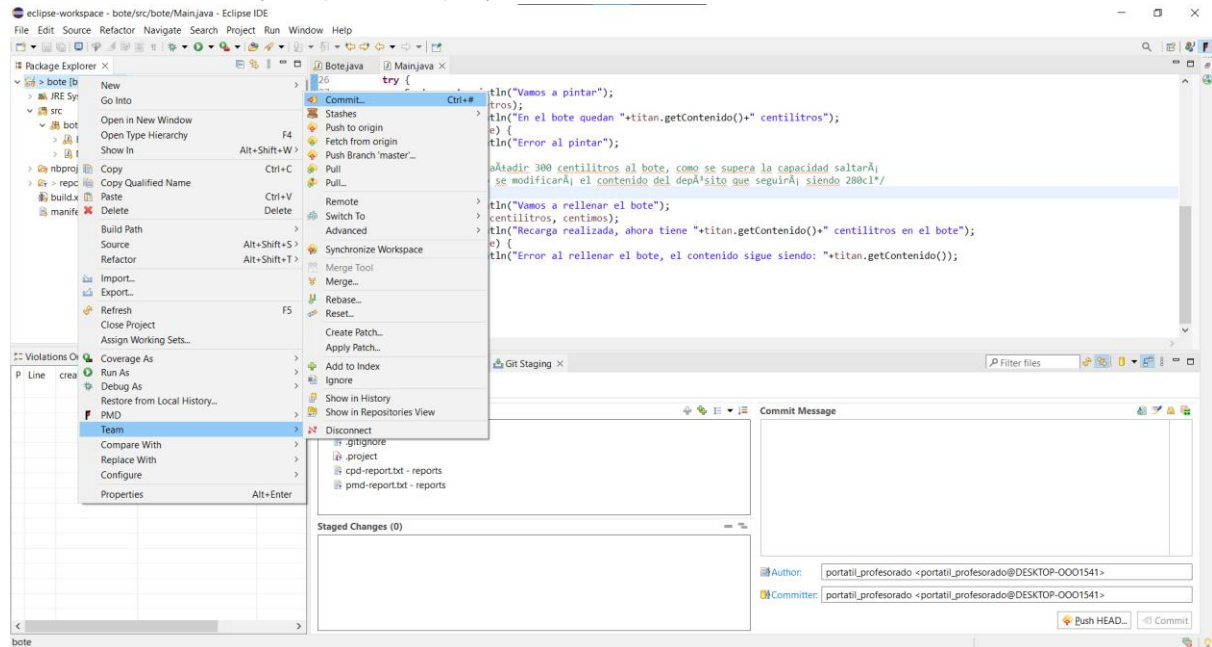 eclipse-workspace - bote/src/bote/Main.java - Eclipse IDE
File Edit Source Refactor Navigate Search Project Run Window Help
Package Explorer
> bote [b
JRE Sy
src
bot
nbproj
> repo
build.x
manife
New
Go Into
Open in New Window
Open Type Hierarchy F4
Show In Alt+Shift+W >
Copy Ctrl+C
Copy Qualified Name
Paste Ctrl+V
Delete Delete
Build Path
Source Alt+Shift+S >
Refactor Alt+Shift+T >
Import...
Export...
Refresh F5
Close Project
Assign Working Sets...
Coverage As
Run As
Debug As
Restore from Local History...
PMD
Team
Compare With
Replace With
Configure
Properties Alt+Enter
Commit... Ctrl+#
Stashes
Push to origin
Fetch from origin
Push Branch 'master'...
Pull
Pull...
Remote
Switch To
Advanced
Synchronize Workspace
Merge Tool
Merge...
Rebase...
Reset...
Create Patch...
Apply Patch...
Add to Index
Ignore
Show in History
Show in Repositories View
Disconnect
Bote.java Main.java
26 try {
tln("Vamos a pintar");
tros);
tln("En el bote quedan "+titan.getContenido()+" centilitros");
e) {
tln("Error al pintar");
aÃ±adir 300 centilitros al bote, como se supera la capacidad saltarÃ¡
se modificarÃ¡ el contenido del depÃ³sito que seguirÃ¡ siendo 280cl*/
tln("Vamos a rellenar el bote");
centilitros, centimos);
tln("Recarga realizada, ahora tiene "+titan.getContenido()+" centilitros en el bote");
e) {
tln("Error al rellenar el bote, el contenido sigue siendo: "+titan.getContenido());
Violations O
P Line crea
Git Staging
Filter files
.gitignore
.project
cpd-report.txt - reports
pmd-report.txt - reports
Staged Changes (0)
Commit Message
Author: portatil_profesorado <portatil_profesorado@DESKTOP-OOO1541>
Committer: portatil_profesorado <portatil_profesorado@DESKTOP-OOO1541>
Push HEAD... Commit
bote